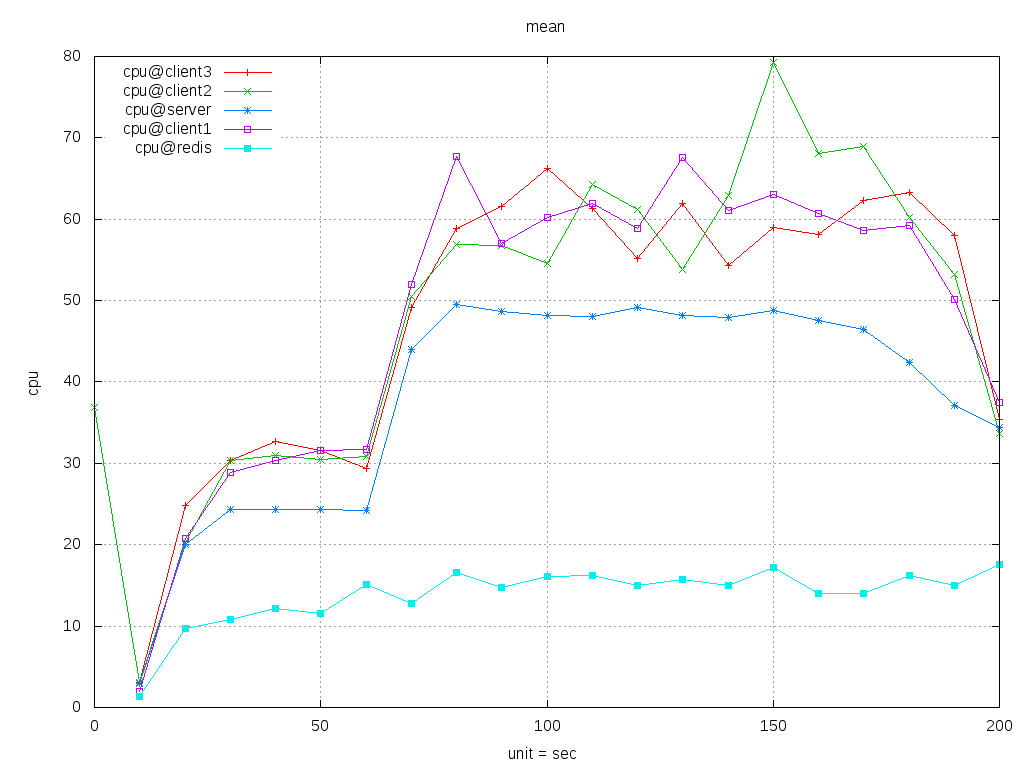 mean
cpu@client3
cpu@client2
cpu@server
cpu@client1
cpu@redis
80
70
60
50
40
30
20
10
0
cpu
0 50 100 150 200
unit = sec